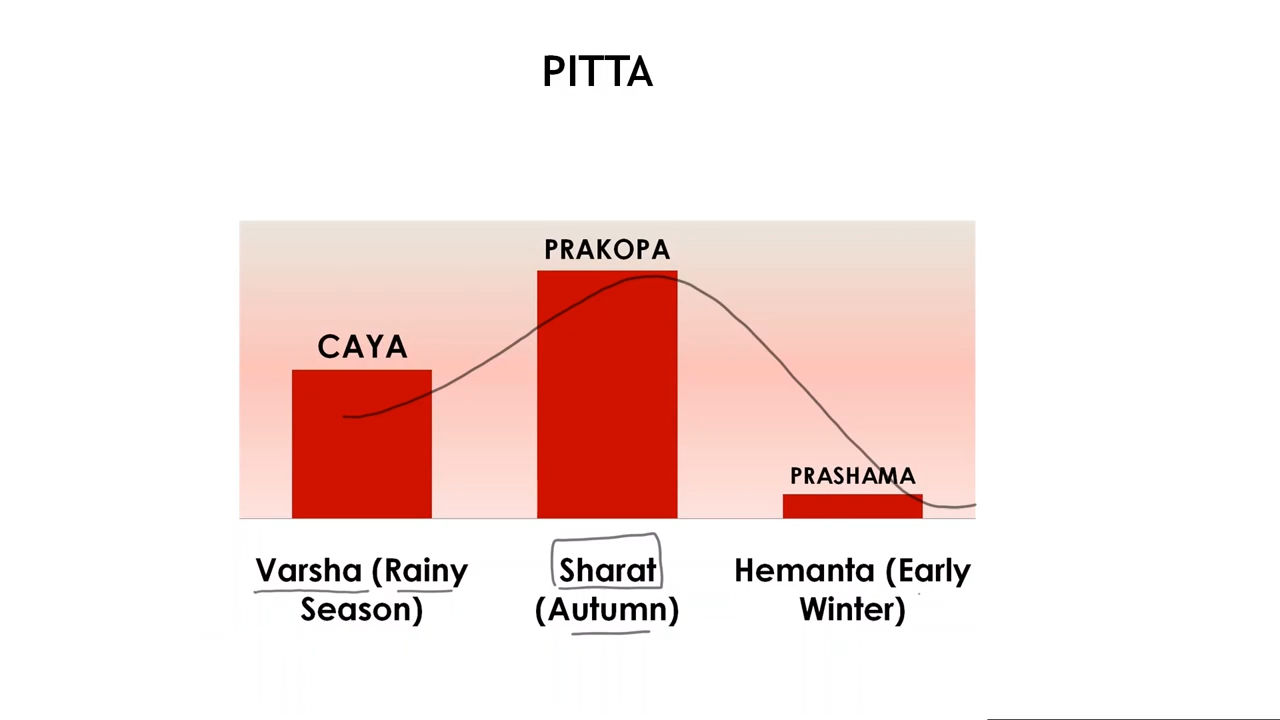 PITTA
PRAKOPA
CAYA
PRASHAMA
Varsha (Rainy
Season)
Sharat
(Autumn)
Hemanta (Early
Winter)